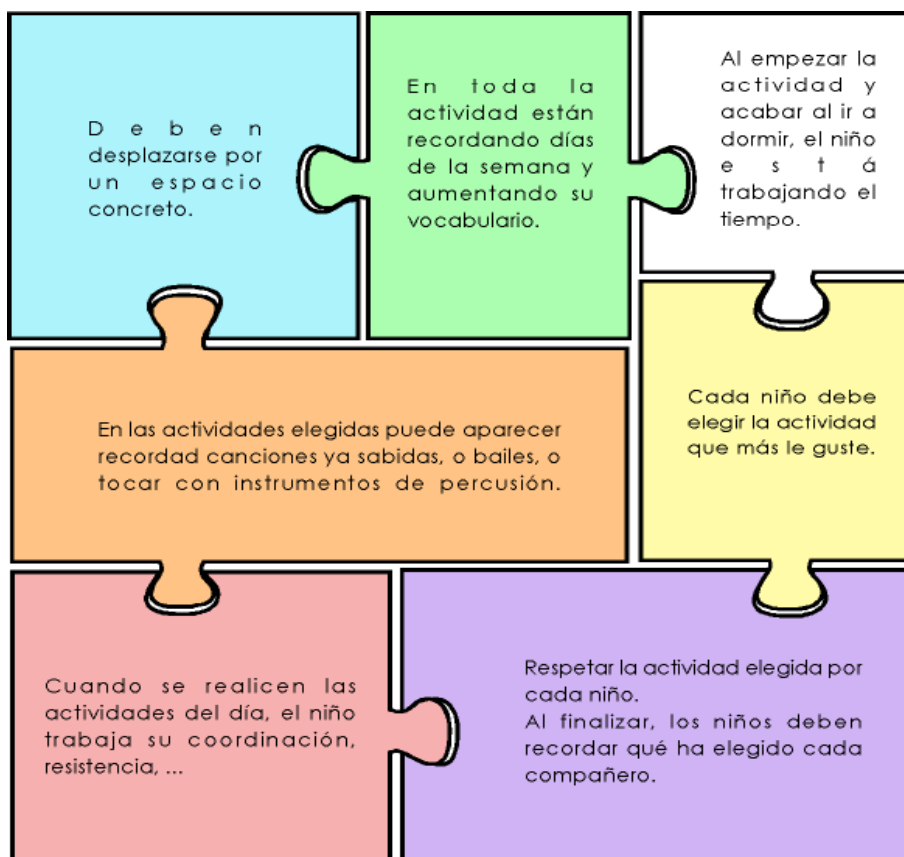 Deben
desplazarse por
un espacio
concreto.
En toda la
actividad están
recordando días
de la semana y
aumentando su
vocabulario.
Al empezar la
actividad y
acabar al ir a
dormir, el niño
está
trabajando el
tiempo.
En las actividades elegidas puede aparecer
recordad canciones ya sabidas, o bailes, o
tocar con instrumentos de percusión.
Cada niño debe
elegir la actividad
que más le guste.
Cuando se realicen las
actividades del día, el niño
trabaja su coordinación,
resistencia, ...
Respetar la actividad elegida por
cada niño.
Al finalizar, los niños deben
recordar qué ha elegido cada
compañero.